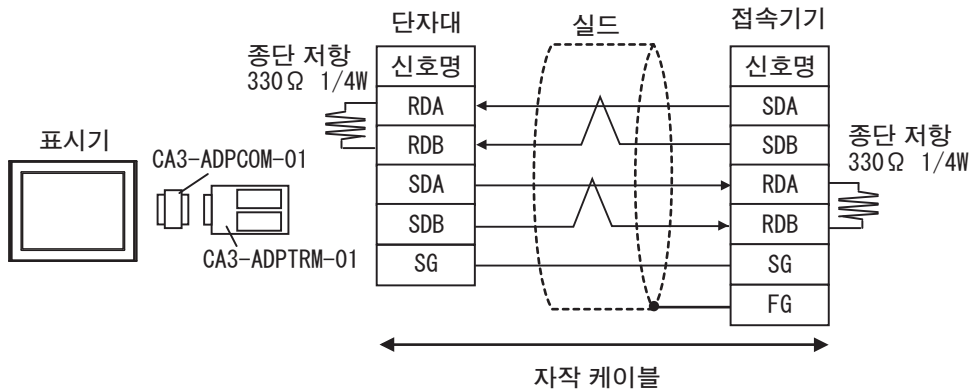 단자대
실드
접속기기
종단 저항
330Ω 1/4W
신호명
신호명
RDA
SDA
RDB
SDB
종단 저항
330Ω 1/4W
표시기
CA3-ADPCOM-01
SDA
RDA
SDB
RDB
CA3-ADPTRM-01
SG
SG
FG
자작 케이블